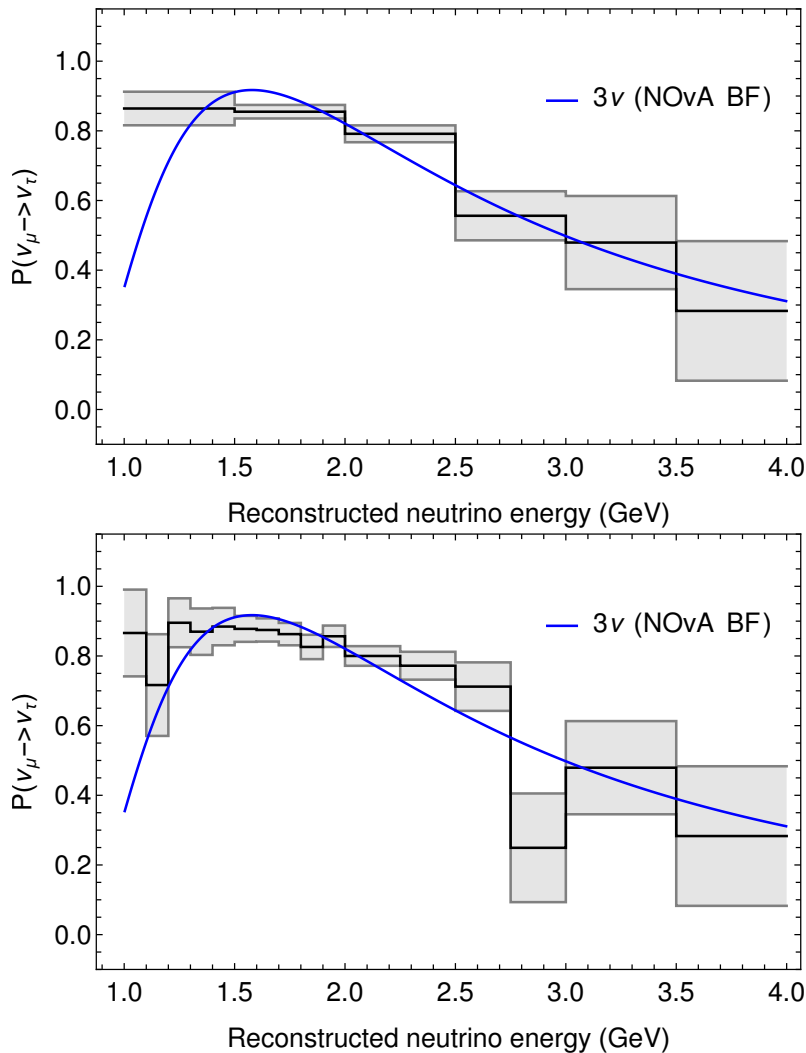 1.0
0.8
0.6
0.4
0.2
0.0
P(νμ−>ντ)
3ν (NOvA BF)
1.0 1.5 2.0 2.5 3.0 3.5 4.0
Reconstructed neutrino energy (GeV)
1.0
0.8
0.6
0.4
0.2
0.0
P(νμ−>ντ)
3ν (NOvA BF)
1.0 1.5 2.0 2.5 3.0 3.5 4.0
Reconstructed neutrino energy (GeV)